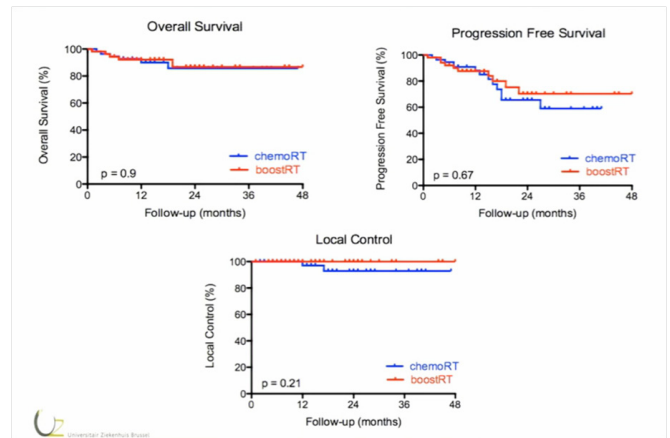 Overall Survival
Overall Survival (%)
100
80
60
40
20
0
p = 0.9
chemoRT
boostRT
0 12 24 36 48
Follow-up (months)
Progression Free Survival
Progression Free Survival (%)
100
80
60
40
20
0
p = 0.67
chemoRT
boostRT
0 12 24 36 48
Follow-up (months)
Local Control
Local Control (%)
100
80
60
40
20
0
p = 0.21
chemoRT
boostRT
0 12 24 36 48
Follow-up (months)
Universitair Ziekenhuis Brussel